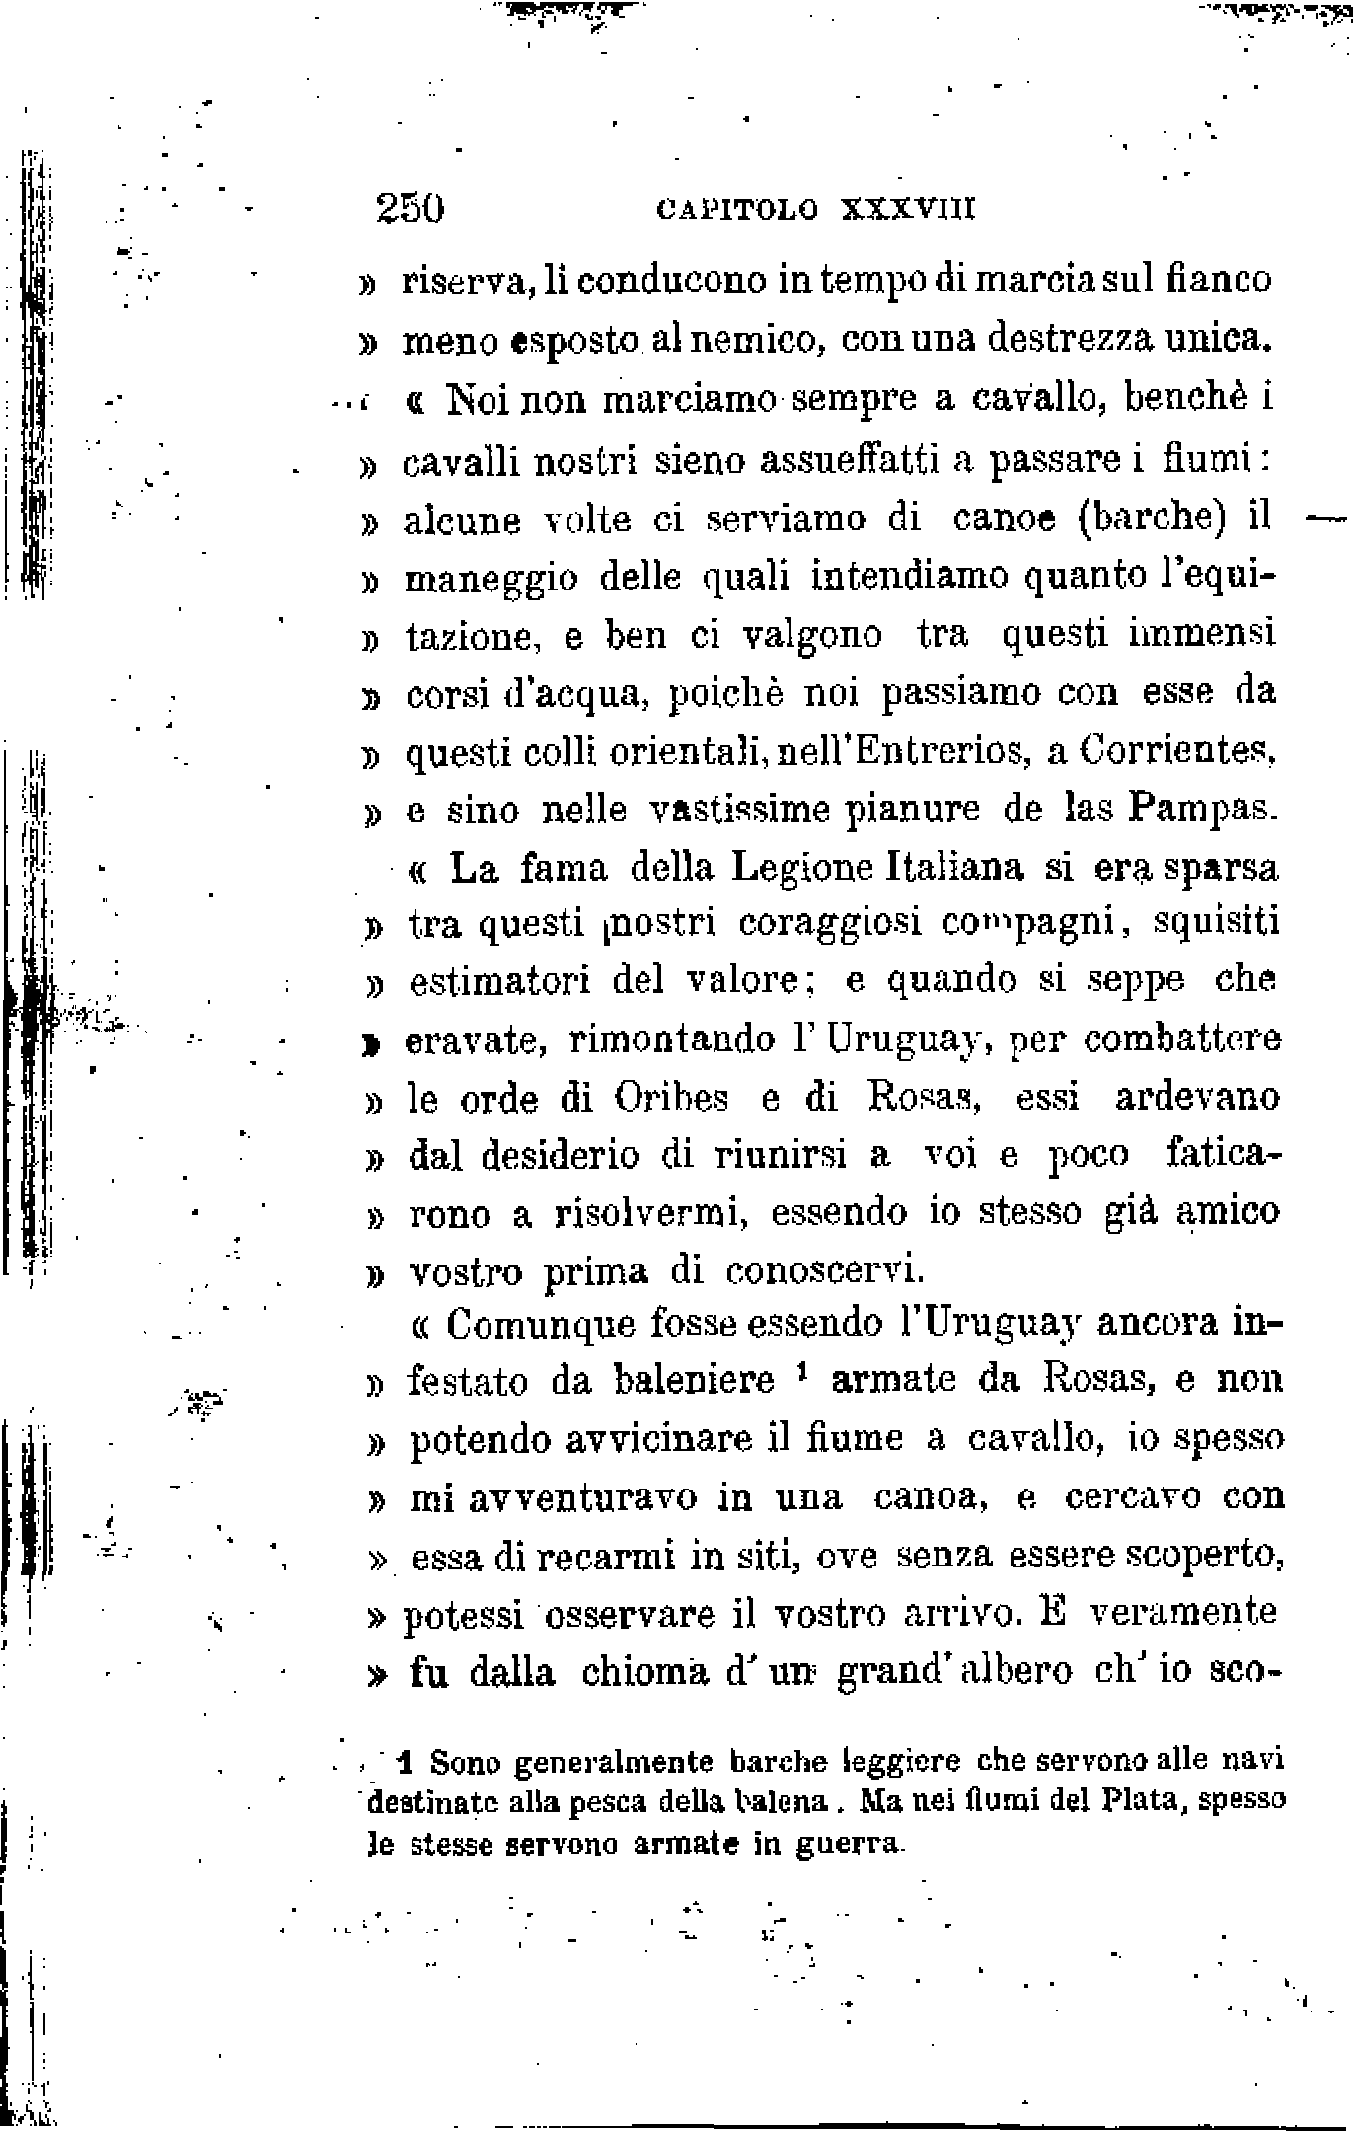 250 CAPITOLO XXXVIII
» riserva, li conducono in tempo di marcia sul fianco
» meno esposto al nemico, con una destrezza unica.
« Noi non marciamo sempre a cavallo, benchè i
» cavalli nostri sieno assueffatti a passare i fiumi:
» alcune volte ci serviamo di canoe (barche) il
» maneggio delle quali intendiamo quanto l'equi-
» tazione, e ben ci valgono tra questi immensi
» corsi d'acqua, poichè noi passiamo con esse da
» questi colli orientali, nell'Entrerios, a Corrientes,
» e sino nelle vastissime pianure de las Pampas.
« La fama della Legione Italiana si era sparsa
» tra questi nostri coraggiosi compagni, squisiti
» estimatori del valore; e quando si seppe che
» eravate, rimontando l' Uruguay, per combattere
» le orde di Oribes e di Rosas, essi ardevano
» dal desiderio di riunirsi a voi e poco fatica-
» rono a risolvermi, essendo io stesso già amico
» vostro prima di conoscervi.
« Comunque fosse essendo l'Uruguay ancora in-
» festato da baleniere ¹ armate da Rosas, e non
» potendo avvicinare il fiume a cavallo, io spesso
» mi avventuravo in una canoa, e cercavo con
» essa di recarmi in siti, ove senza essere scoperto,
» potessi osservare il vostro arrivo. E veramente
» fu dalla chioma d' un grand' albero ch' io sco-
1 Sono generalmente barche leggiere che servono alle navi
destinate alla pesca della balena. Ma nei fiumi del Plata, spesso
le stesse servono armate in guerra.